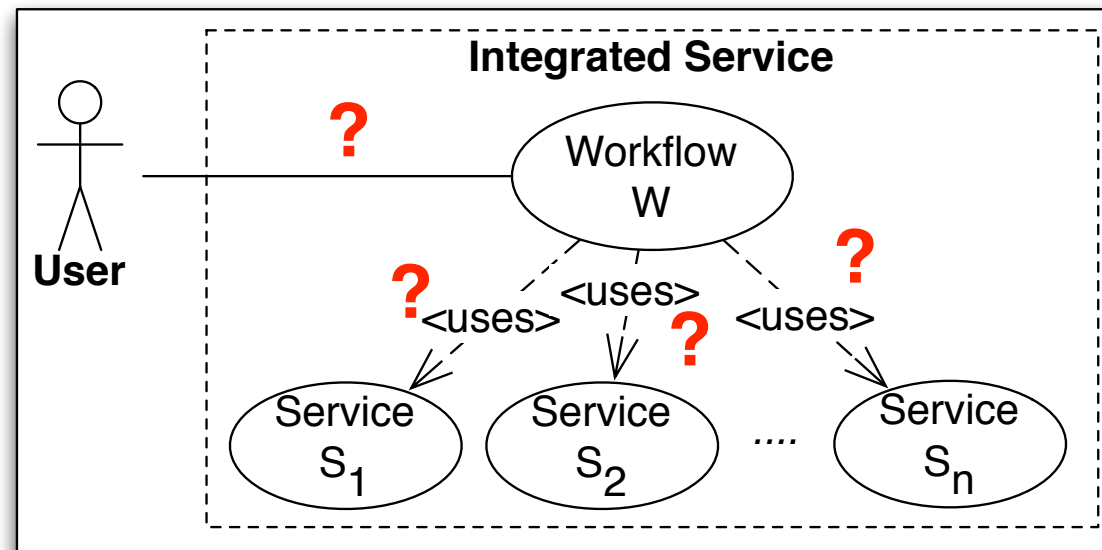 Integrated Service
?
Workflow
W
User
?
?
<uses>
<uses>
?
<uses>
Service
S1
Service
S2
....
Service
Sn